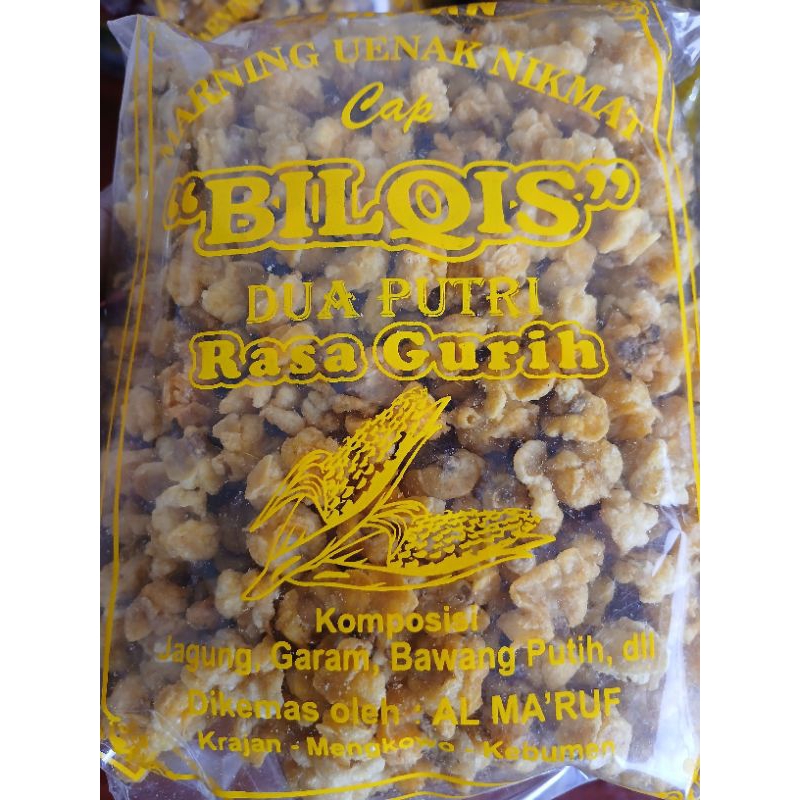 MARNING UENAK NIKMAT
Cap
"BILQIS"
DUA PUTRI
Rasa Gurih
Komposisi
Jagung, Garam, Bawang Putih, dll
Dikemas oleh - AL MA'RUF
Krajan - Mengkowo - Kebumen